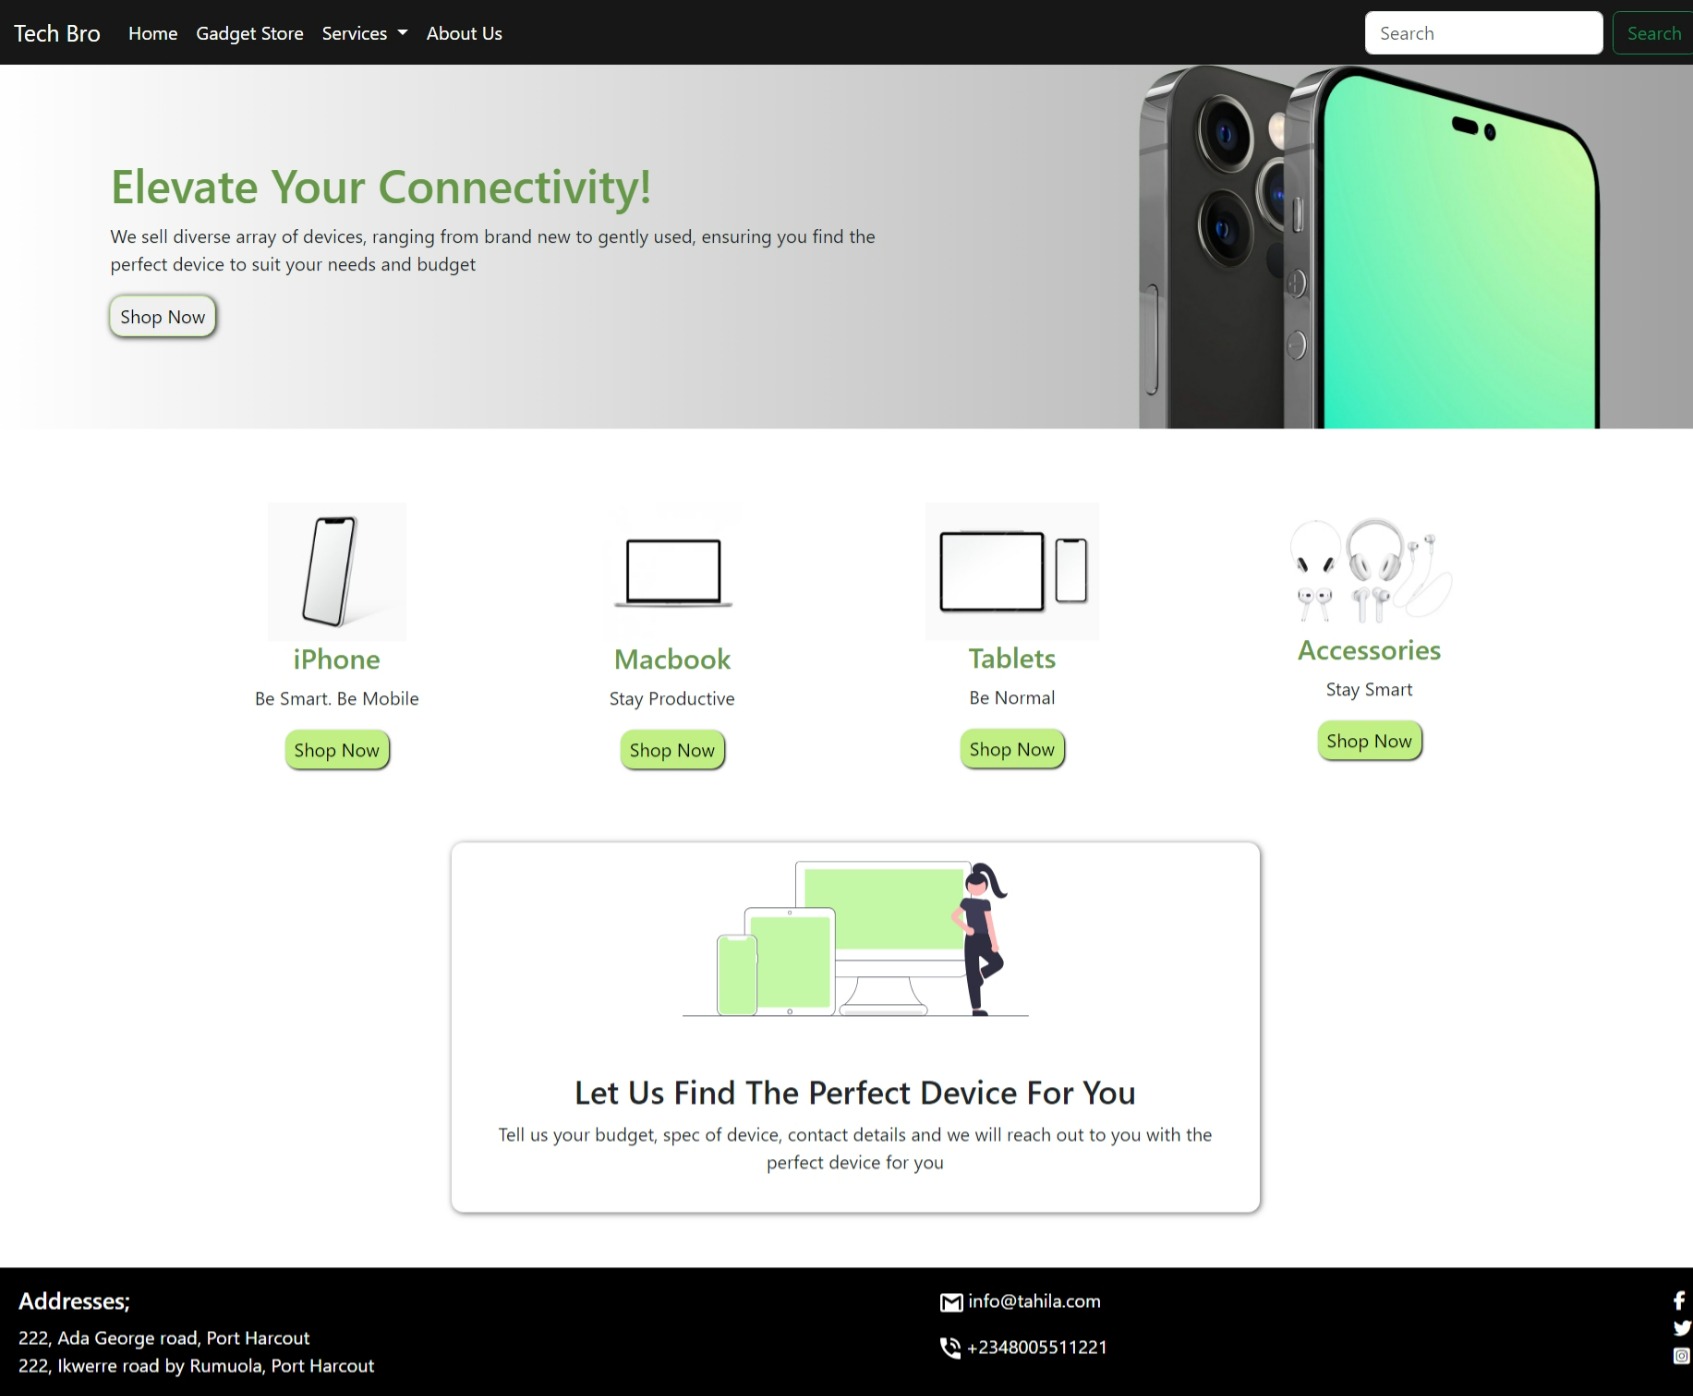 Tech Bro Home Gadget Store Services About Us Search Search
Elevate Your Connectivity!
We sell diverse array of devices, ranging from brand new to gently used, ensuring you find the
perfect device to suit your needs and budget
Shop Now
iPhone
Be Smart. Be Mobile
Shop Now
Macbook
Stay Productive
Shop Now
Tablets
Be Normal
Shop Now
Accessories
Stay Smart
Shop Now
Let Us Find The Perfect Device For You
Tell us your budget, spec of device, contact details and we will reach out to you with the
perfect device for you
Addresses;
222, Ada George road, Port Harcout
222, Ikwerre road by Rumuola, Port Harcout
info@tahila.com
+2348005511221